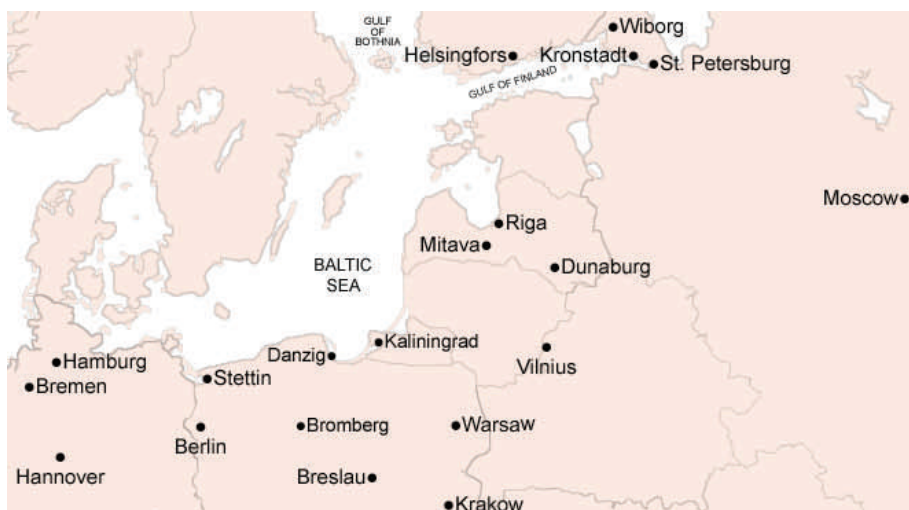 GULF
OF
BOTHNIA
Wiborg
Helsingfors
Kronstadt
St. Petersburg
GULF OF FINLAND
Moscow
Riga
Mitava
Dunaburg
BALTIC
SEA
Kaliningrad
Danzig
Vilnius
Hamburg
Stettin
Bremen
Bromberg
Warsaw
Berlin
Hannover
Breslau
Krakow